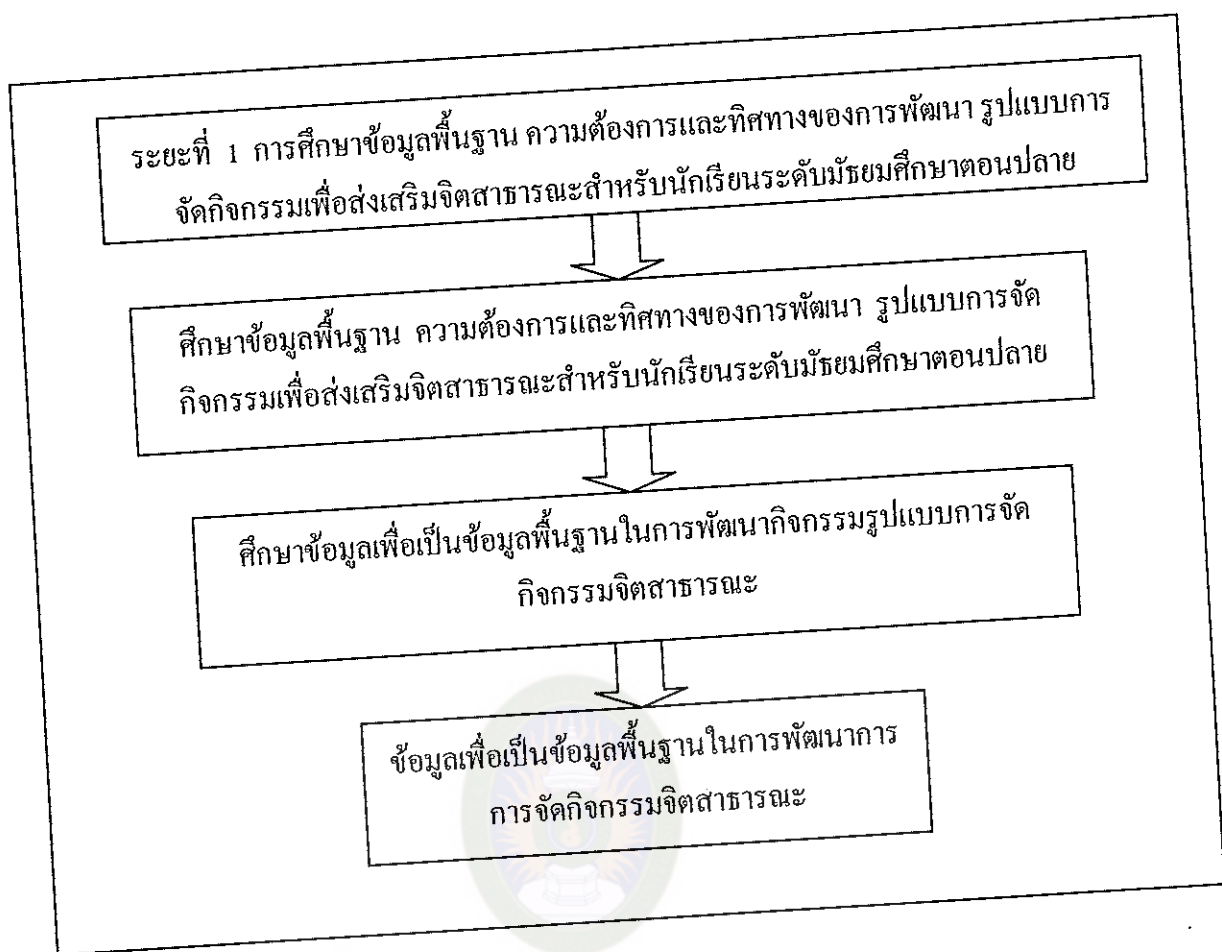 ระยะที่ 1 การศึกษาข้อมูลพื้นฐาน ความต้องการและทิศทางของการพัฒนา รูปแบบการ
จัดกิจกรรมเพื่อส่งเสริมจิตสาธารณะสำหรับนักเรียนระดับมัธยมศึกษาตอนปลาย
ศึกษาข้อมูลพื้นฐาน ความต้องการและทิศทางของการพัฒนา รูปแบบการจัด
กิจกรรมเพื่อส่งเสริมจิตสาธารณะสำหรับนักเรียนระดับมัธยมศึกษาตอนปลาย
ศึกษาข้อมูลเพื่อเป็นข้อมูลพื้นฐานในการพัฒนากิจกรรมรูปแบบการจัด
กิจกรรมจิตสาธารณะ
ข้อมูลเพื่อเป็นข้อมูลพื้นฐานในการพัฒนาการ
การจัดกิจกรรมจิตสาธารณะ